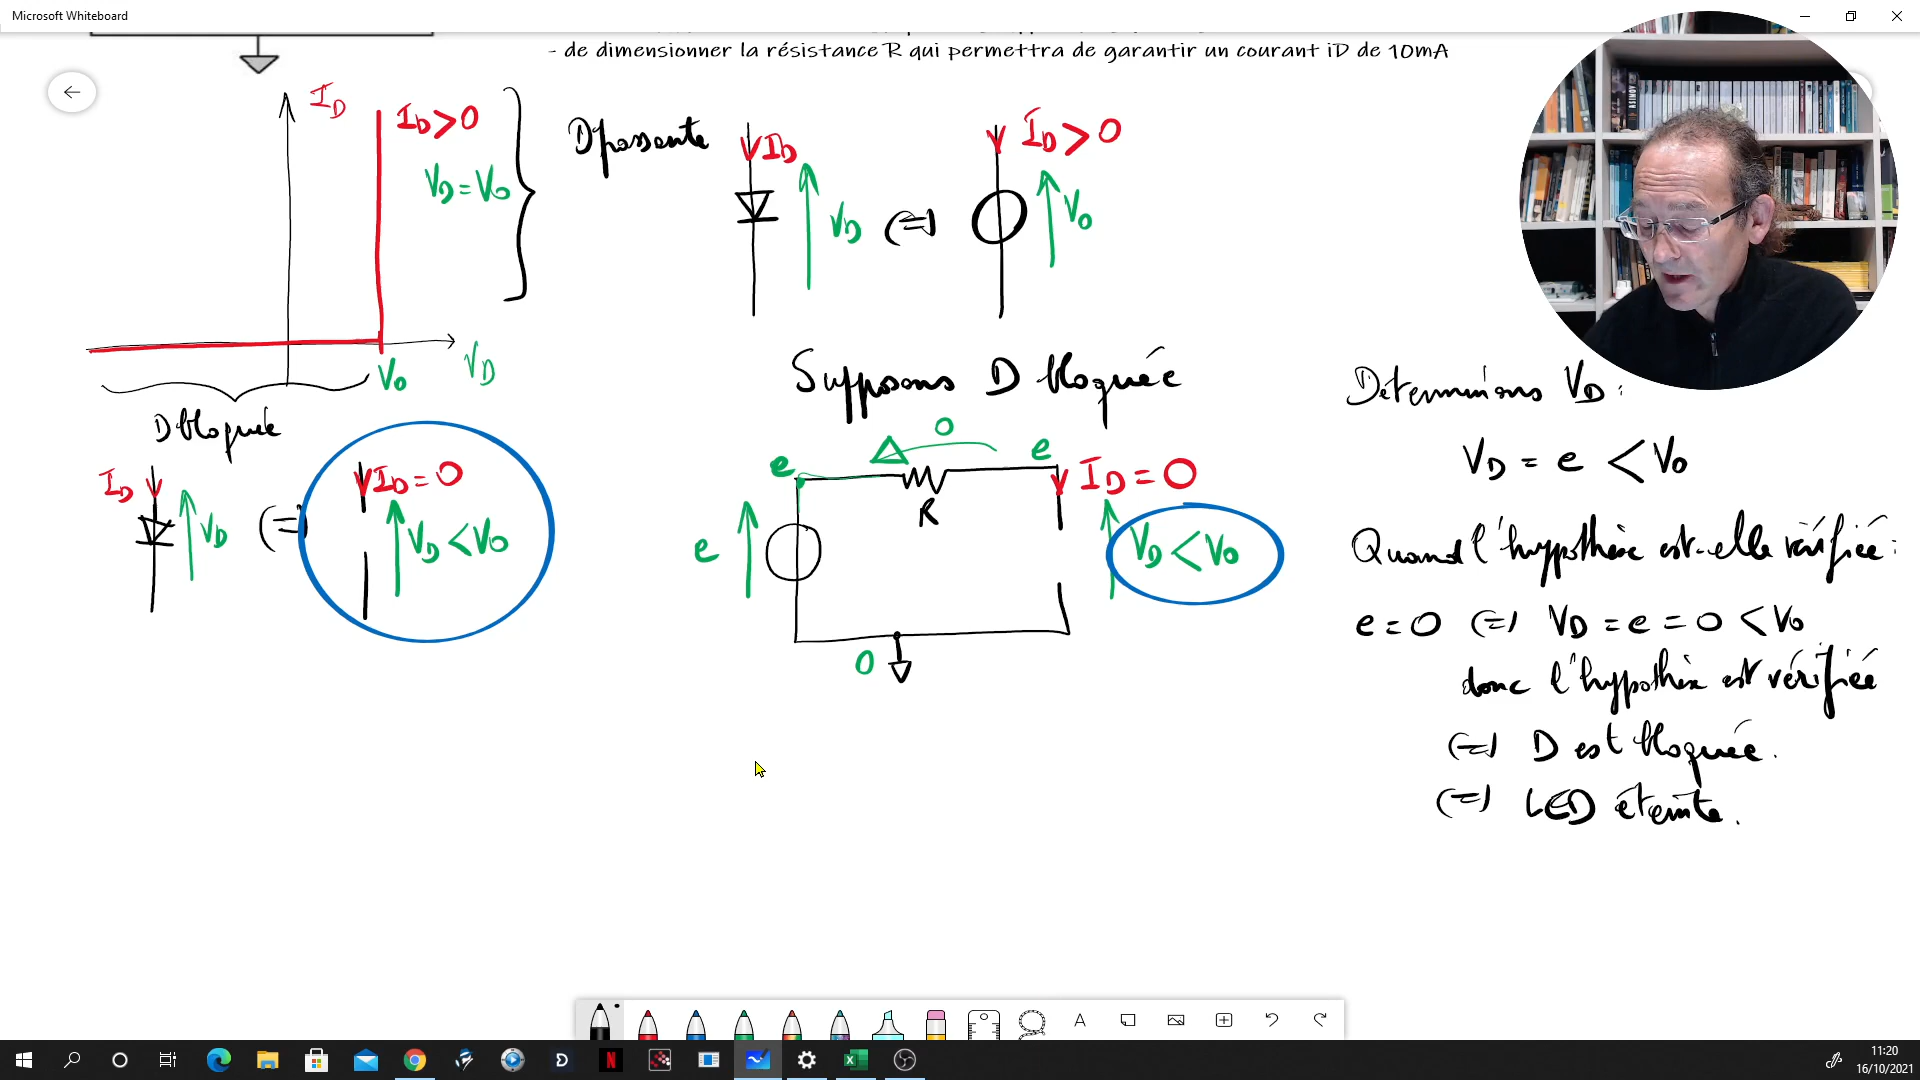 Microsoft Whiteboard
- de dimensionner la résistance R qui permettra de garantir un courant iD de 10mA
ID
ID>0
VD=V0
V0
VD
D bloquée
D passante
ID
VD
(=)
ID>0
V0
ID
VD
(=)
ID=0
VD<V0
Supposons D bloquée
e
0
e
ID=0
R
e
VD<V0
0
Déterminons VD:
VD = e < V0
Quand l'hypothèse est-elle vérifiée:
e=0 (=) VD = e = 0 < V0
donc l'hypothèse est vérifiée
(=) D est bloquée.
(=) LED éteinte.
ASIMOV
A
11:20
16/10/2021